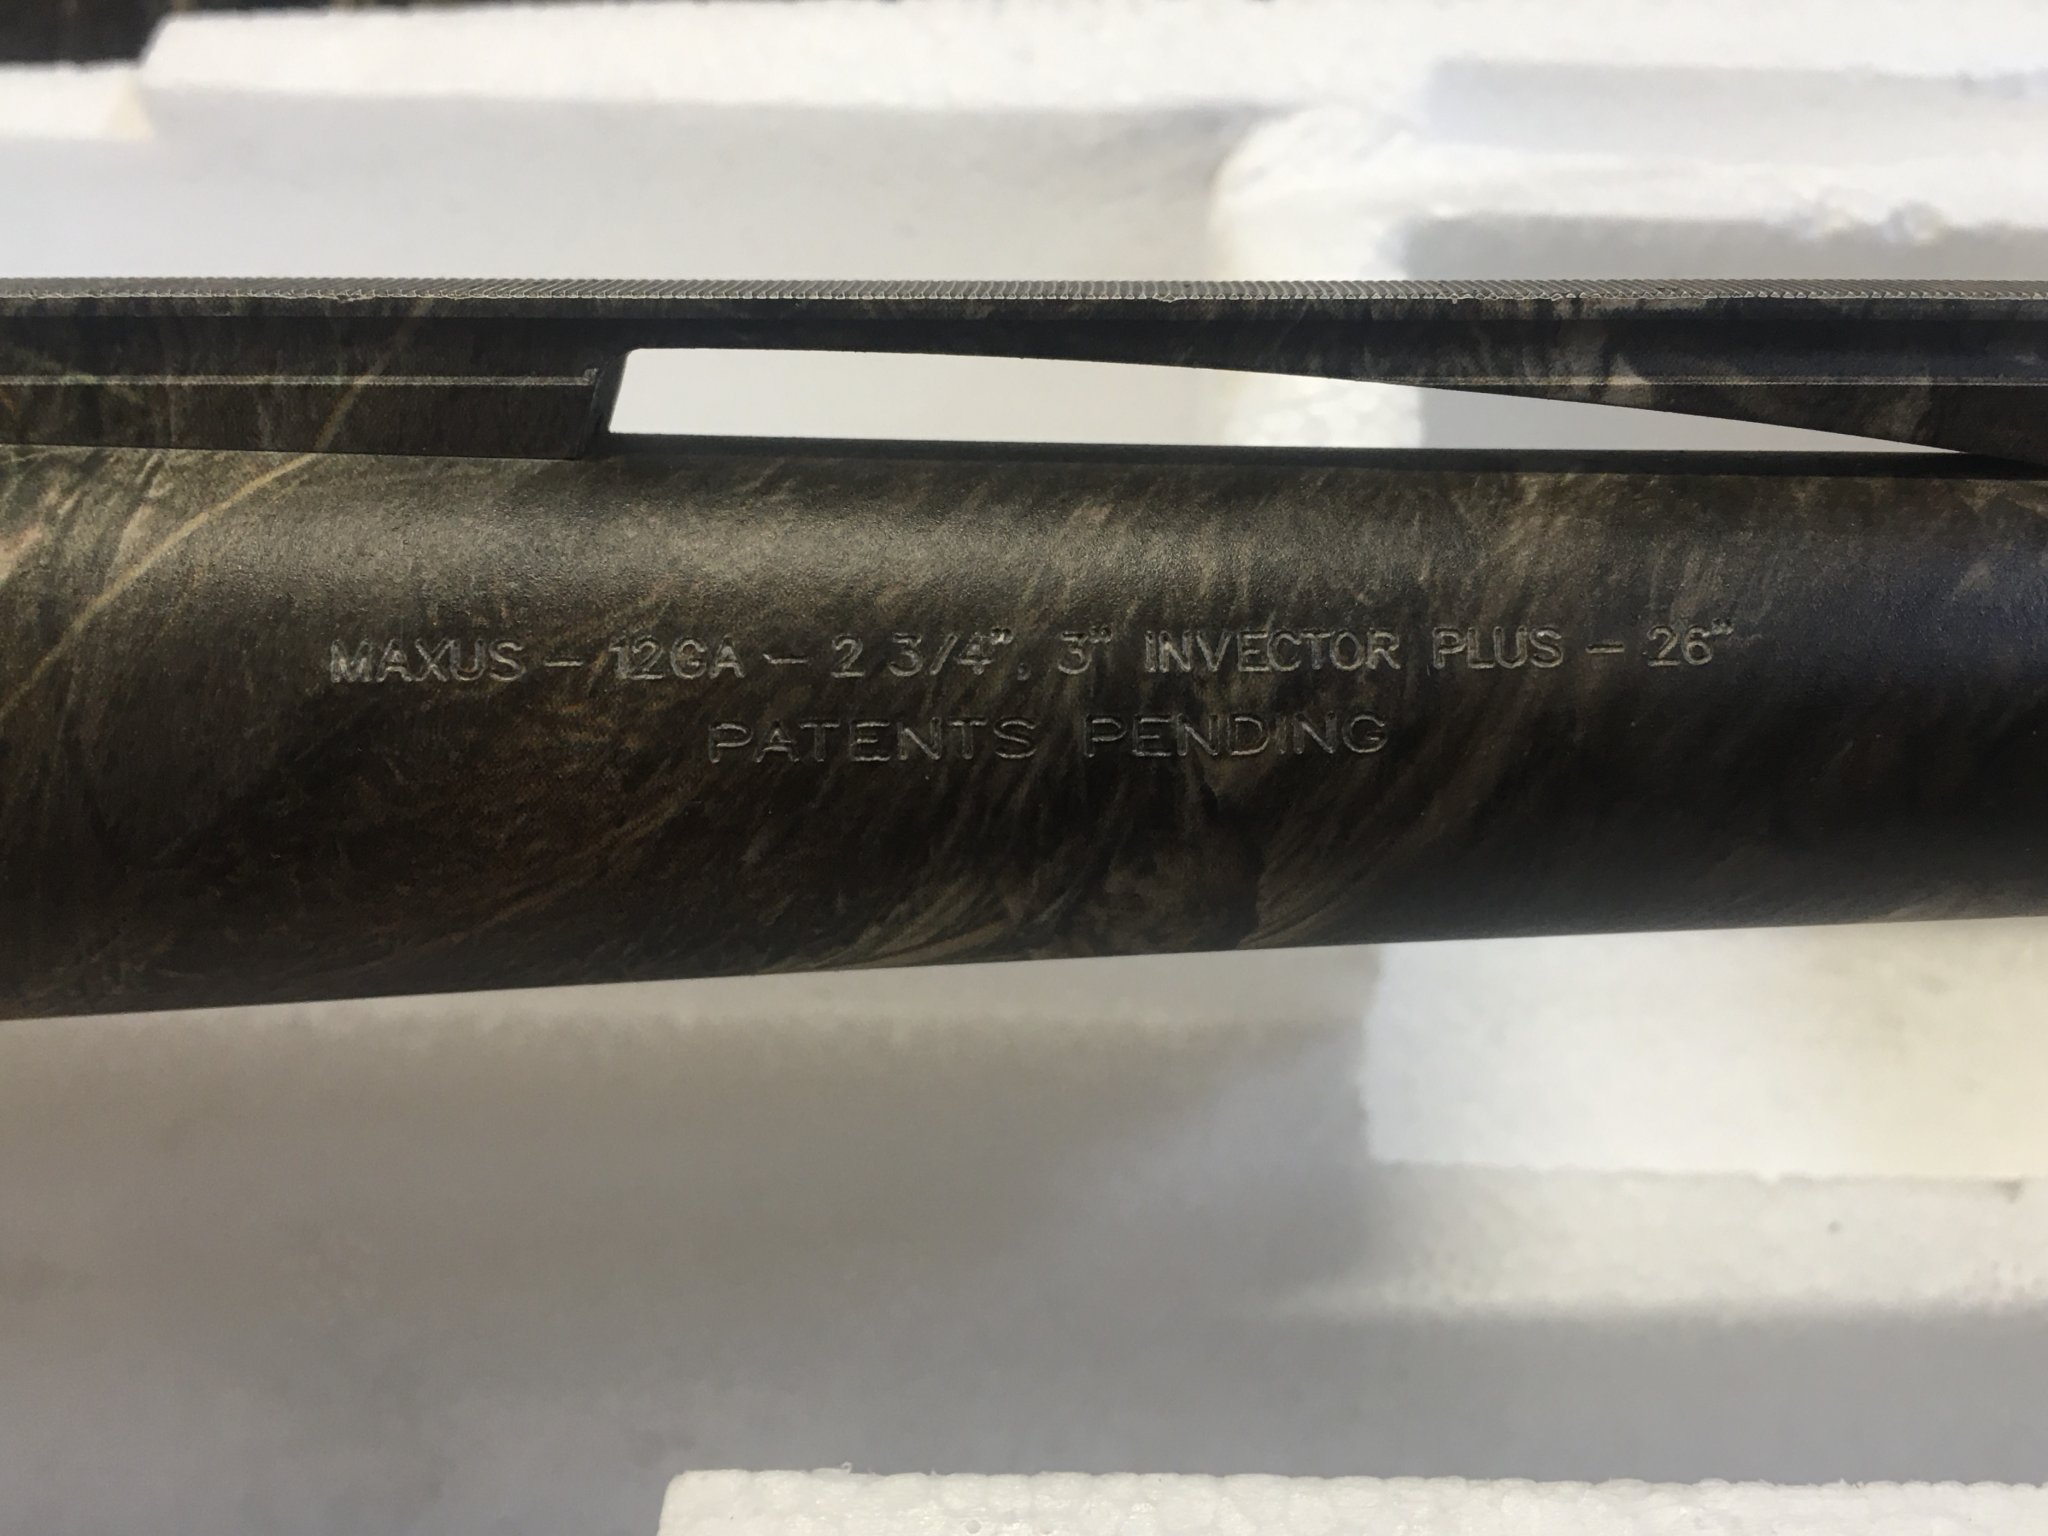 MAXUS - 12GA - 2 3/4", 3" INVECTOR PLUS - 26"
PATENTS PENDING